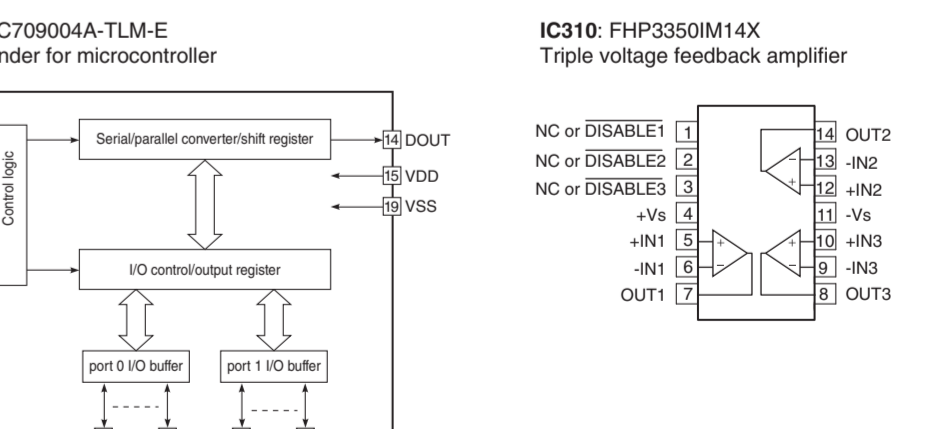 C709004A-TLM-E
nder for microcontroller
Control logic
Serial/parallel converter/shift register
14 DOUT
15 VDD
19 VSS
I/O control/output register
port 0 I/O buffer
port 1 I/O buffer
IC310: FHP3350IM14X
Triple voltage feedback amplifier
NC or DISABLE1 1
NC or DISABLE2 2
NC or DISABLE3 3
+Vs 4
+IN1 5
-IN1 6
OUT1 7
+
−
14 OUT2
13 -IN2
12 +IN2
11 -Vs
10 +IN3
9 -IN3
8 OUT3
−
+
+
−